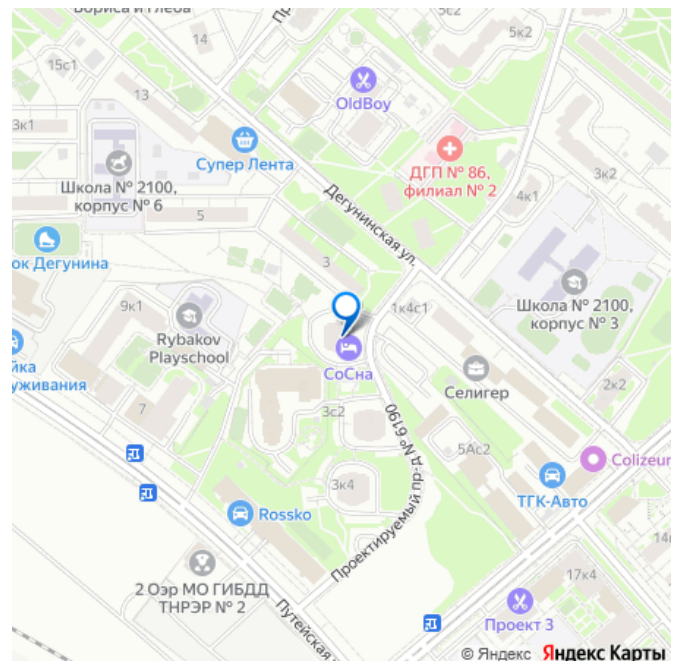 Бориса и Глеба
5с2
5к2
14
15с1
13
OldBoy
3к1
Супер Лента
ДГП № 86,
филиал № 2
3к2
Школа № 2100,
корпус № 6
4к1
5
Дегунинская ул.
ок Дегунина
3
9к1
1к4с1
Школа № 2100,
корпус № 3
Rybakov
Playschool
йка
уживания
СоСна
Селигер
2к2
7
3с2
5Ас2
Colizeum
3к4
Проектируемый пр-д № 6190
ТГК-Авто
Rossko
2 Оэр МО ГИБДД
ТНРЭР № 2
17к4
Путейская
Проект 3
© Яндекс Яндекс Карты